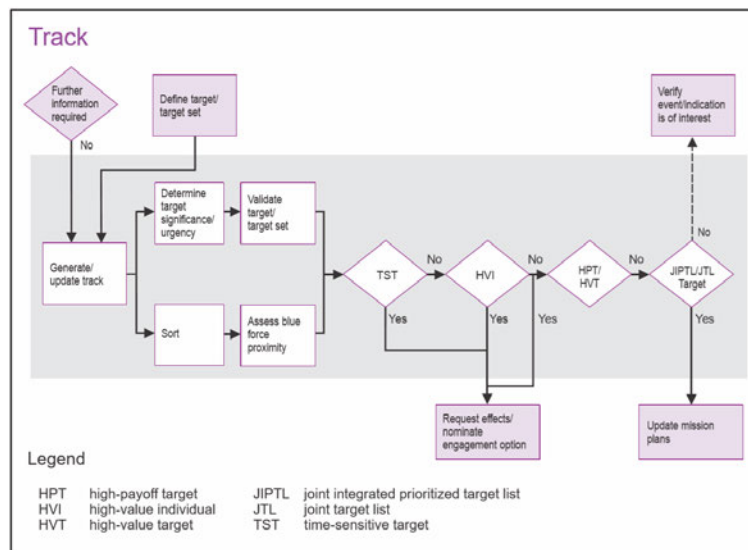 Track
Further
information
required
Define target/
target set
Verify
event/indication
is of interest
No
Determine
target
significance/
urgency
Validate
target/
target set
No
Generate/
update track
TST
No
HVI
No
HPT/
HVT
No
JIPTL/JTL
Target
Sort
Assess blue
force
proximity
Yes
Yes
Yes
Yes
Request effects/
nominate
engagement option
Update mission
plans
Legend
HPT high-payoff target
HVI high-value individual
HVT high-value target
JIPTL joint integrated prioritized target list
JTL joint target list
TST time-sensitive target